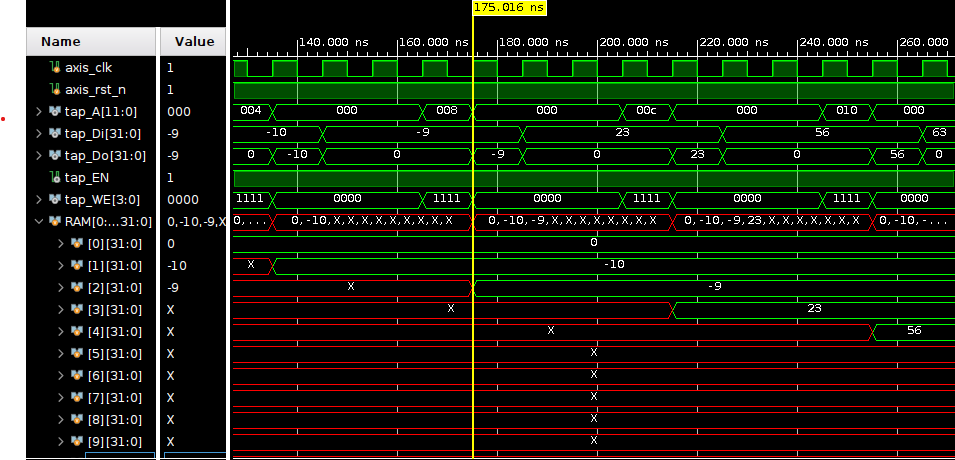 175.016 ns
Name Value 140.000 ns 160.000 ns 180.000 ns 200.000 ns 220.000 ns 240.000 ns 260.000
axis_clk 1
axis_rst_n 1
tap_A[11:0] 000 004 000 008 000 00c 000 010 000
tap_Di[31:0] -9 -10 -9 23 56 63
tap_Do[31:0] -9 0 -10 0 -9 0 23 0 56 0
tap_EN 1
tap_WE[3:0] 0000 1111 0000 1111 0000 1111 0000 1111 0000
RAM[0:...31:0] 0,-10,-9,X 0,... 0,-10,X,X,X,X,X,X,X,X,X 0,-10,-9,X,X,X,X,X,X,X,X 0,-10,-9,23,X,X,X,X,X,X,X 0,-10,-...
[0][31:0] 0 0
[1][31:0] -10 X -10
[2][31:0] -9 X -9
[3][31:0] X X 23
[4][31:0] X X 56
[5][31:0] X X
[6][31:0] X X
[7][31:0] X X
[8][31:0] X X
[9][31:0] X X